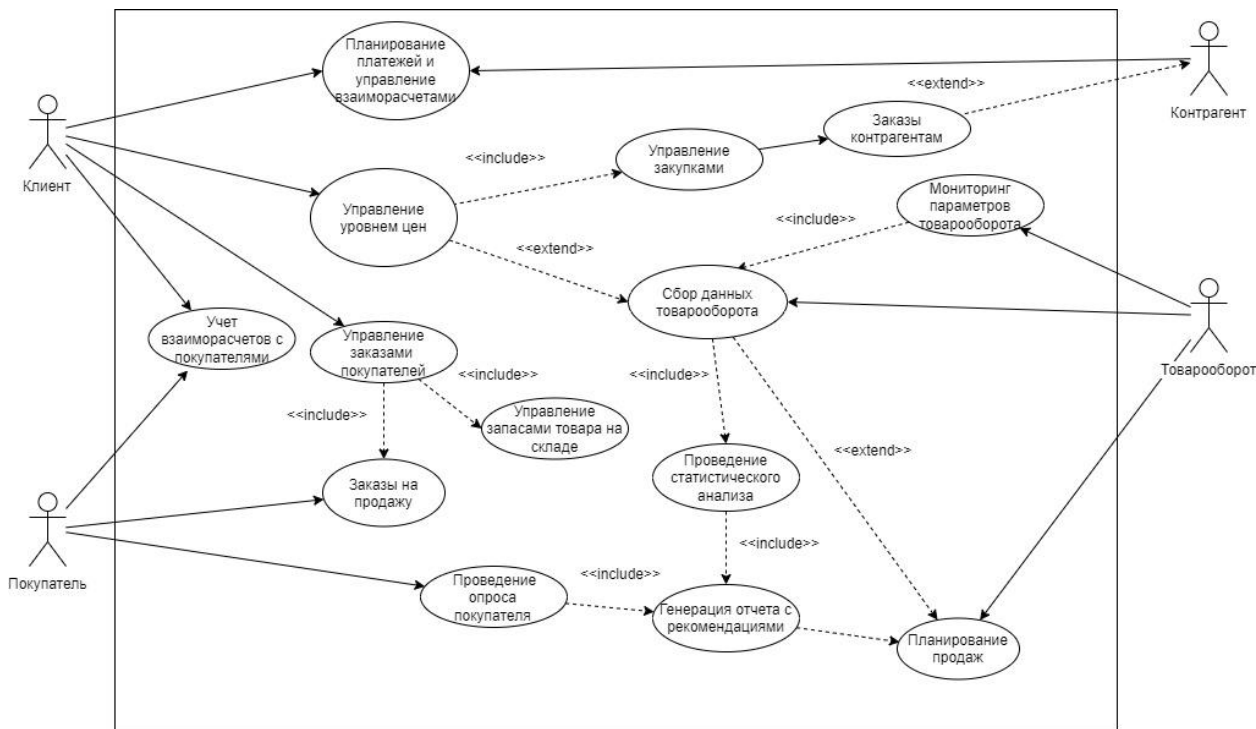 Планирование
платежей и
управление
взаиморасчетами
<<extend>>
Контрагент
Заказы
контрагентам
Клиент
<<include>>
Управление
закупками
Мониторинг
параметров
товарооборота
Управление
уровнем цен
<<include>>
<<extend>>
Сбор данных
товарооборота
Учет
взаиморасчетов с
покупателями
Управление
заказами
покупателей
Товарооборот
<<include>>
<<include>>
<<include>>
Управление
запасами товара на
складе
<<extend>>
Проведение
статистического
анализа
Заказы на
продажу
Покупатель
<<include>>
<<include>>
Проведение
опроса
покупателя
Генерация отчета с
рекомендациями
Планирование
продаж